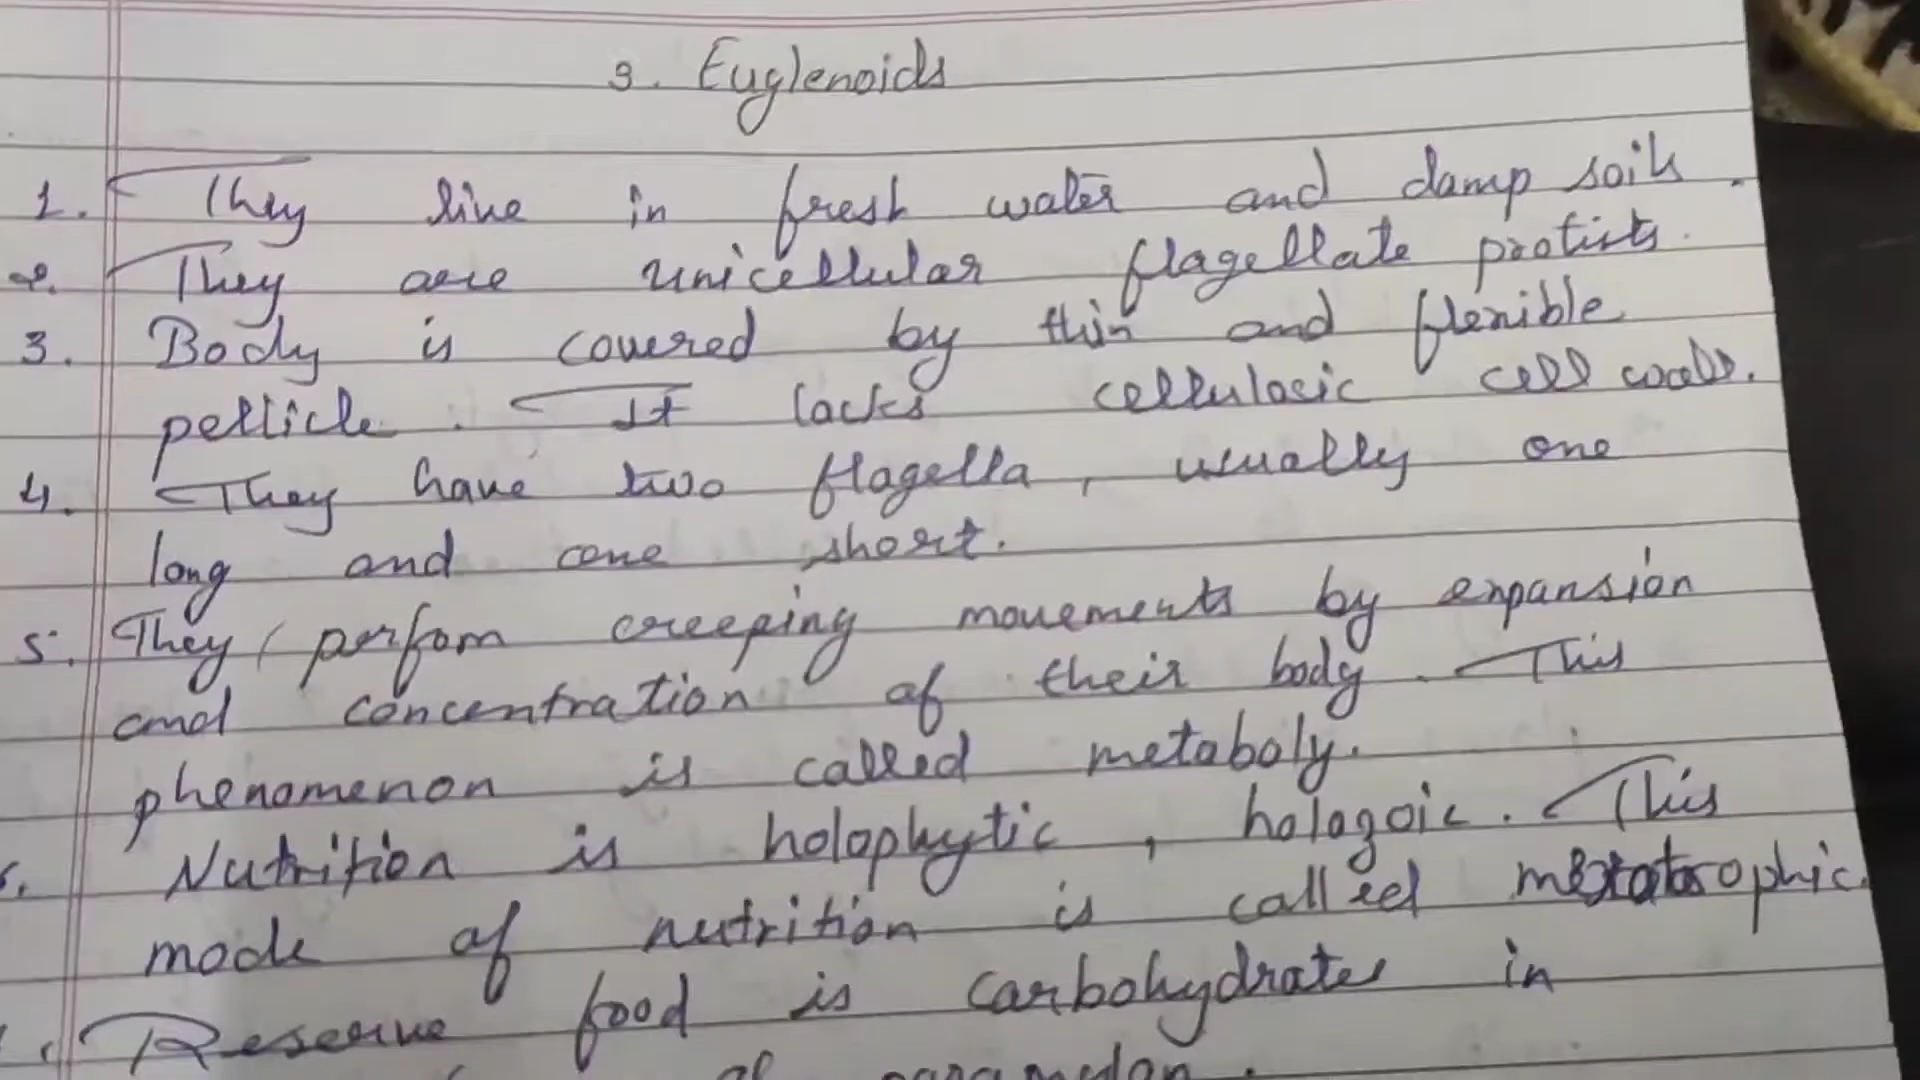 3. Euglenoids
1. They live in fresh water and damp soils.
2. They are unicellular flagellate protists.
3. Body is covered by thin and flexible
pellicle. It lacks cellulosic cell walls.
4. They have two flagella, usually one
long and one short.
5. They perfom creeping movements by expansion
and concentration of their body. This
phenomenon is called metaboly.
Nutrition is holophytic, holozoic. This
mode of nutrition is called
Reserve food is carbohydrates in
of